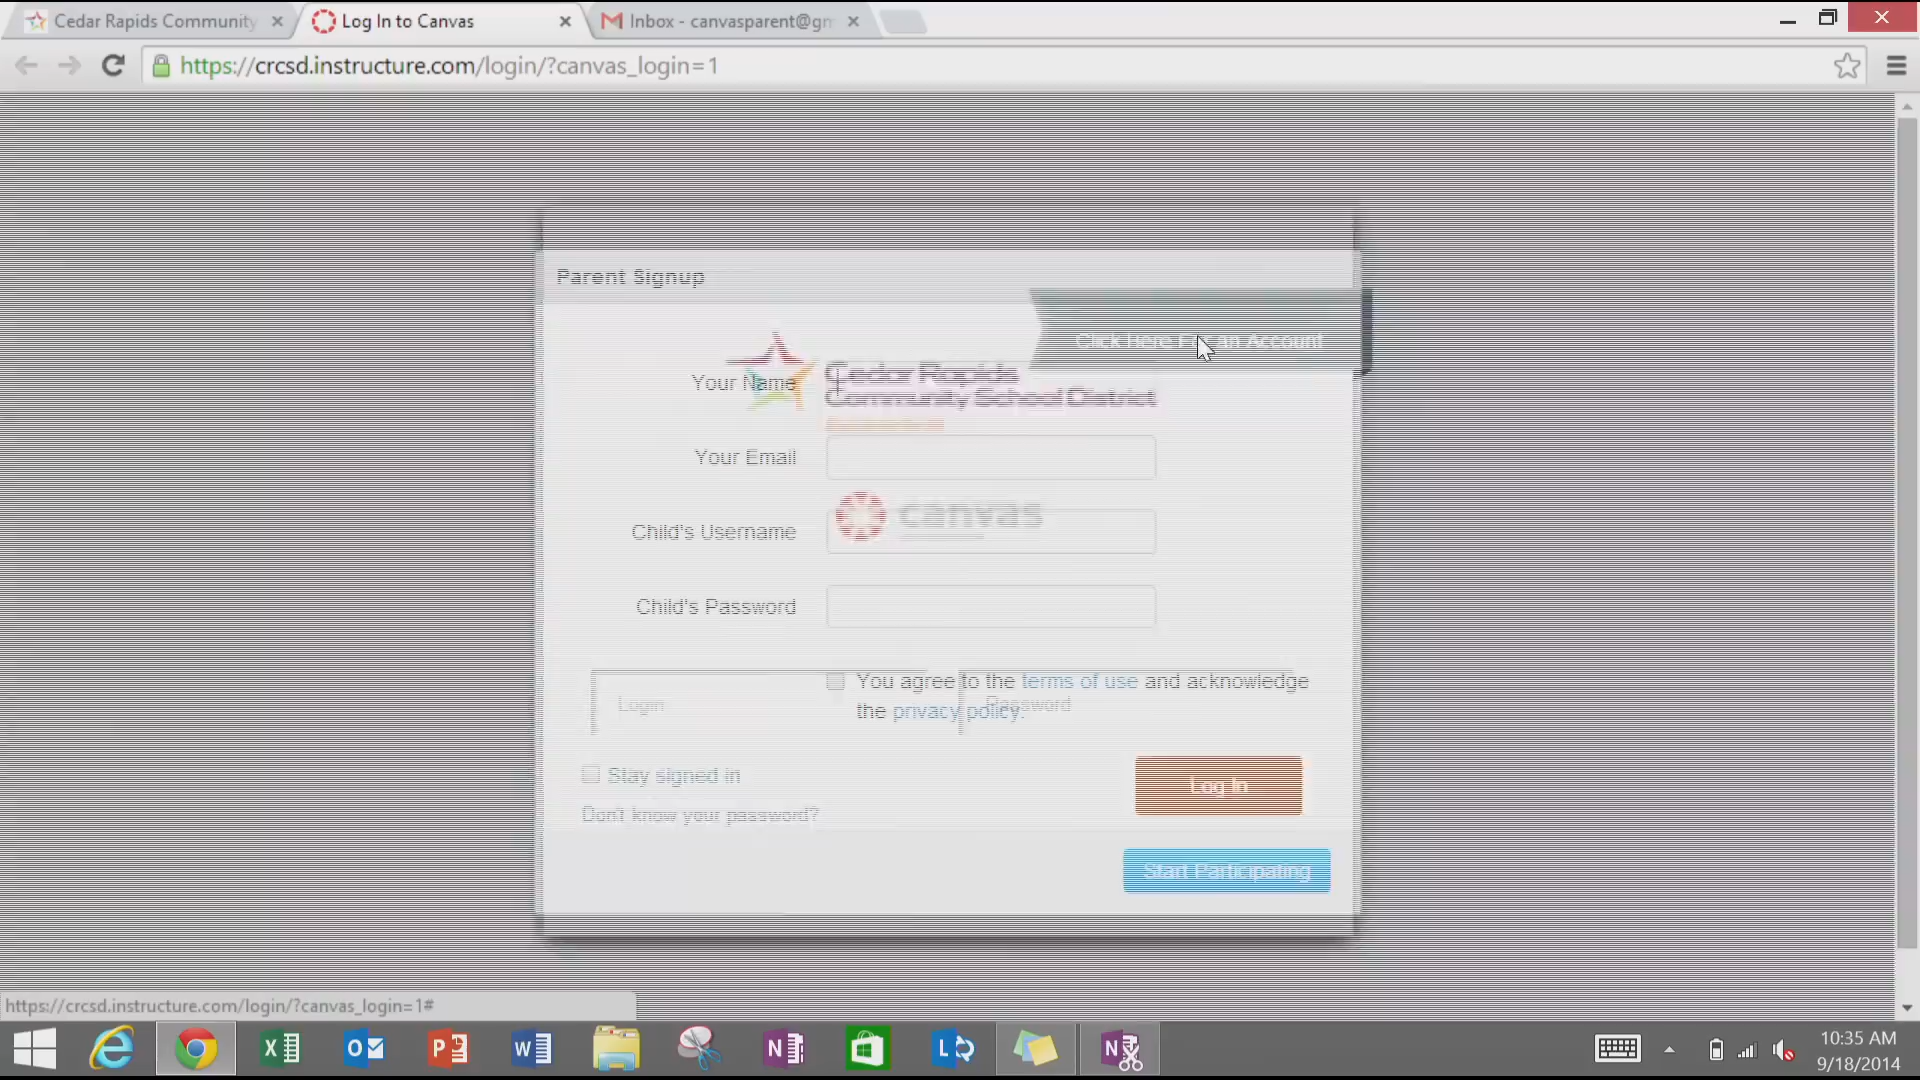 Cedar Rapids Community
Log In to Canvas
Inbox - canvasparent@gm
https://crcsd.instructure.com/login/?canvas_login=1
Parent Signup
Click Here For an Account
Your Name
Cedar Rapids
Community School District
Your Email
canvas
Child's Username
Child's Password
You agree to the terms of use and acknowledge
the privacy policy.
Login
Password
Stay signed in
Log In
Don't know your password?
Start Participating
https://crcsd.instructure.com/login/?canvas_login=1#
10:35 AM
9/18/2014